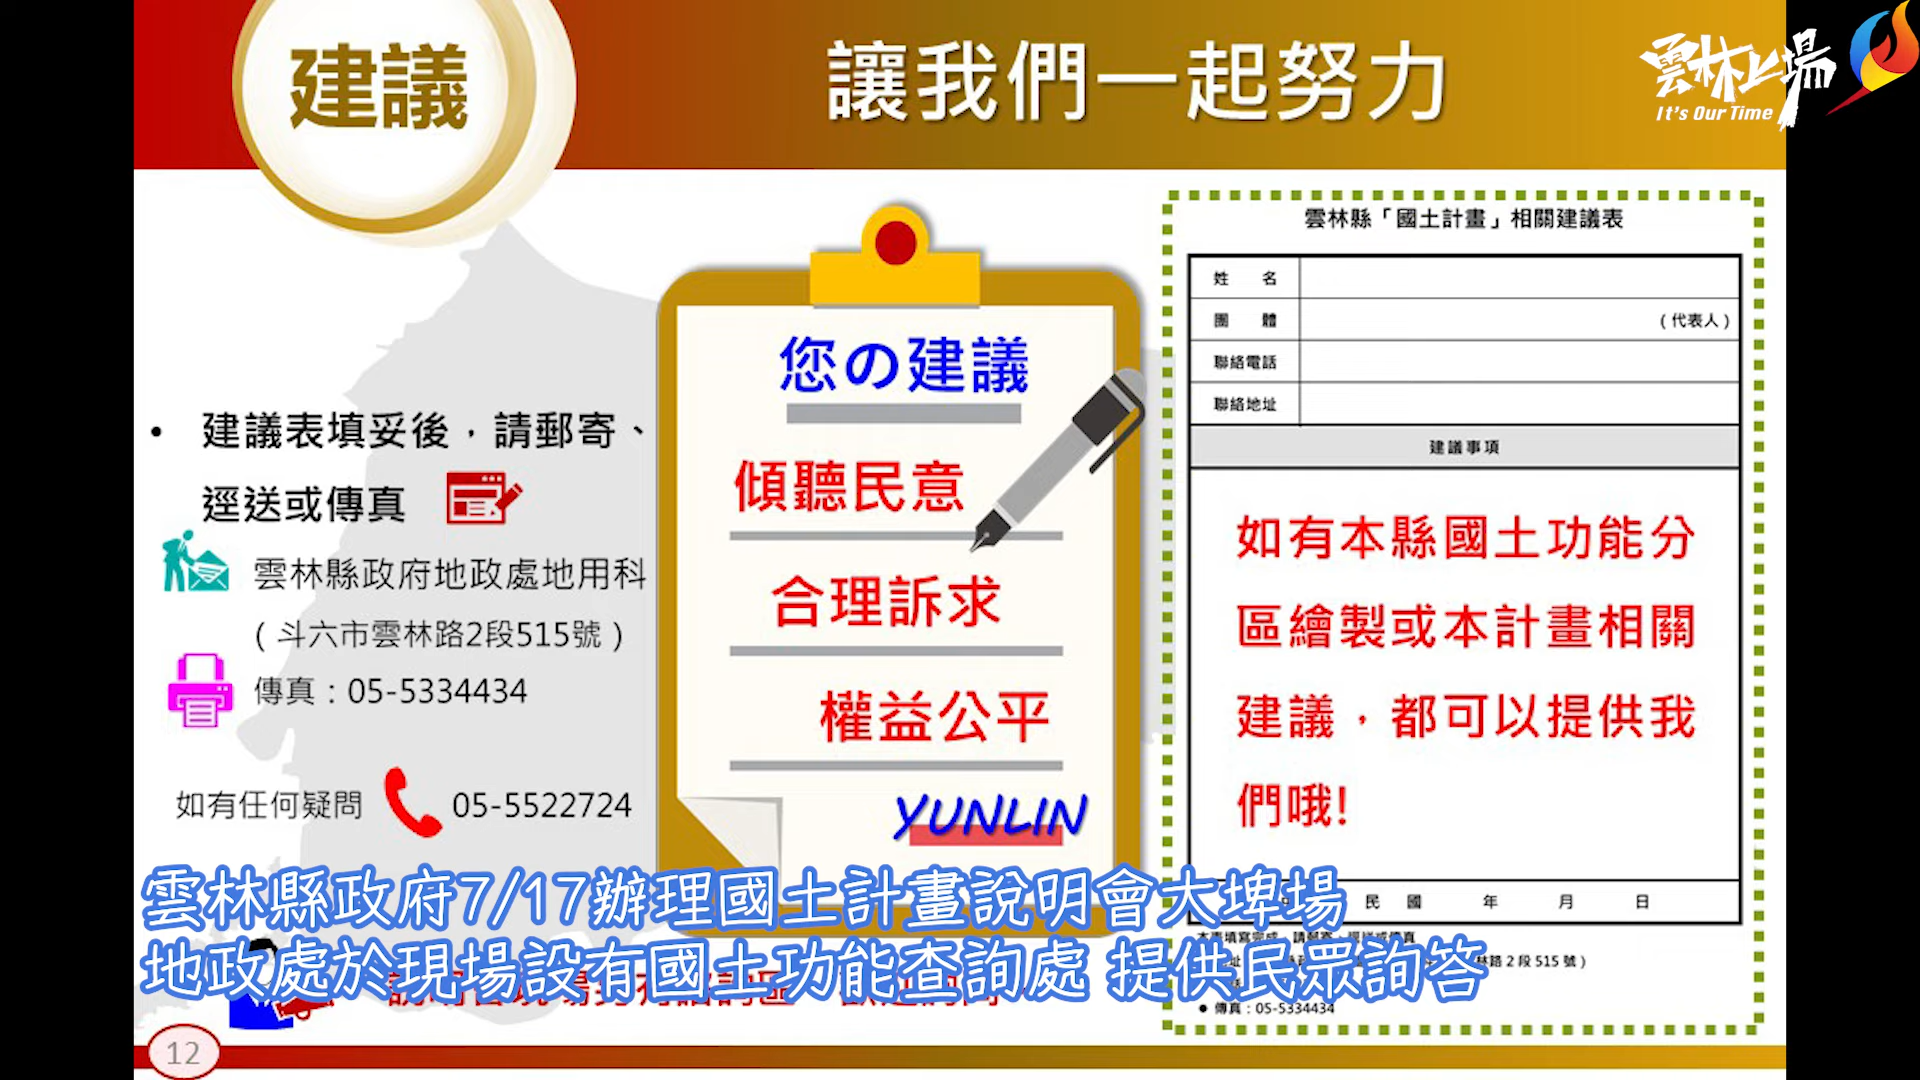 建議
讓我們一起努力
雲林上場
It's Our Time
• 建議表填妥後，請郵寄、
逕送或傳真
雲林縣政府地政處地用科
（斗六市雲林路2段515號）
傳真：05-5334434
如有任何疑問 05-5522724
您の建議
傾聽民意
合理訴求
權益公平
YUNLIN
雲林縣「國土計畫」相關建議表
姓 名
團 體 （代表人）
聯絡電話
聯絡地址
建議事項
如有本縣國土功能分
區繪製或本計畫相關
建議，都可以提供我
們哦!
民 國 年 月 日
林路2段515號）
● 傳真：05-5334434
雲林縣政府7/17辦理國土計畫說明會大埤場
地政處於現場設有國土功能查詢處 提供民眾詢答
12